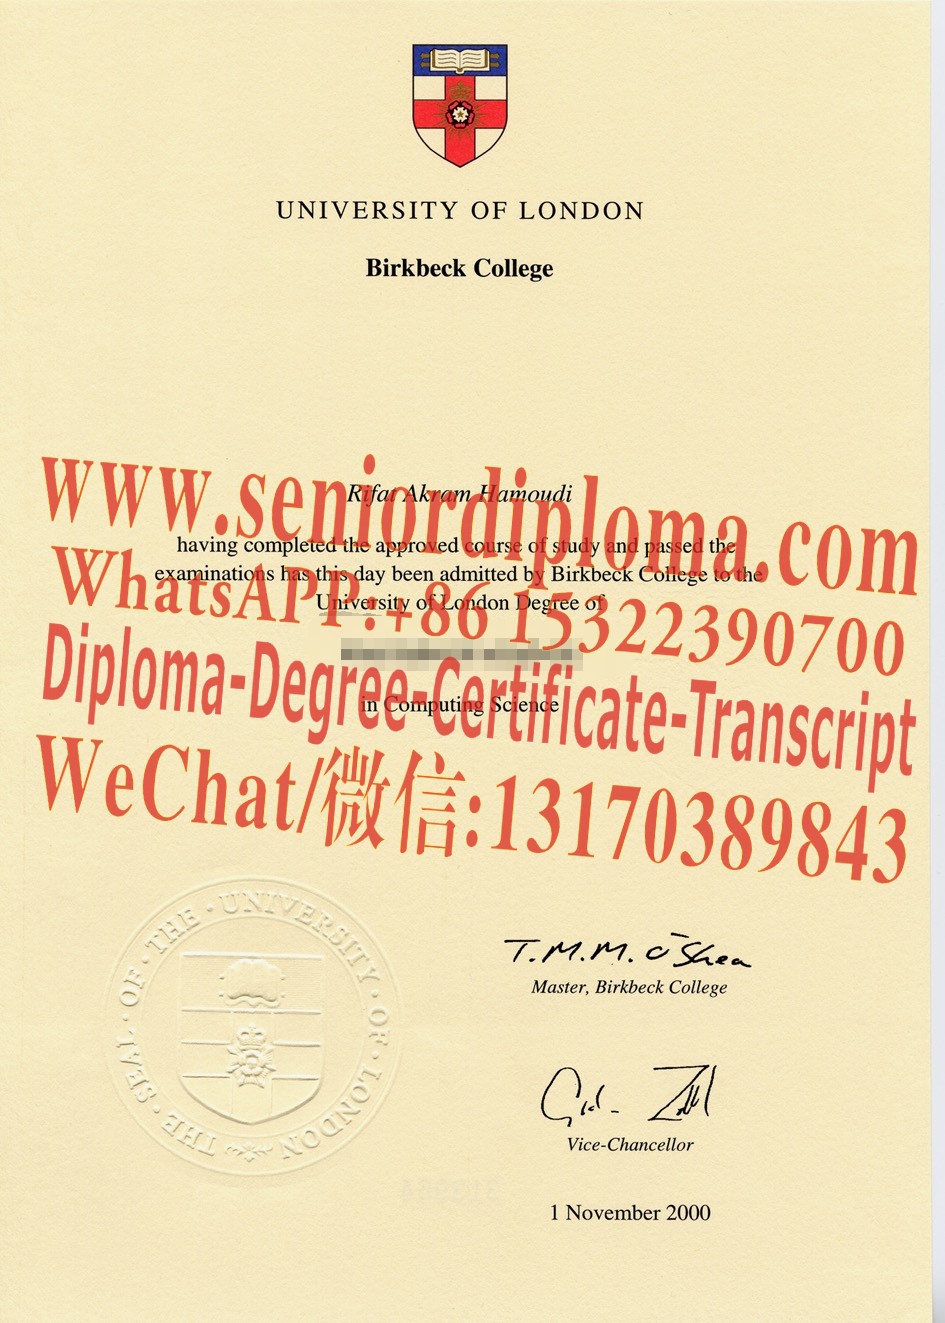 UNIVERSITY OF LONDON
Birkbeck College
www.seniordiploma.com
Rifat Akram Hamoudi
having completed the approved course of study and passed the
examinations has this day been admitted by Birkbeck College to the
University of London Degree of
WhatsAPP:+86 15322390700
Diploma-Degree-Certificate-Transcript
in Computing Science
WeChat/微信:13170389843
THE · SEAL · OF · THE · UNIVERSITY · OF · LONDON
T.M.M. O'Shea
Master, Birkbeck College
Vice-Chancellor
1 November 2000